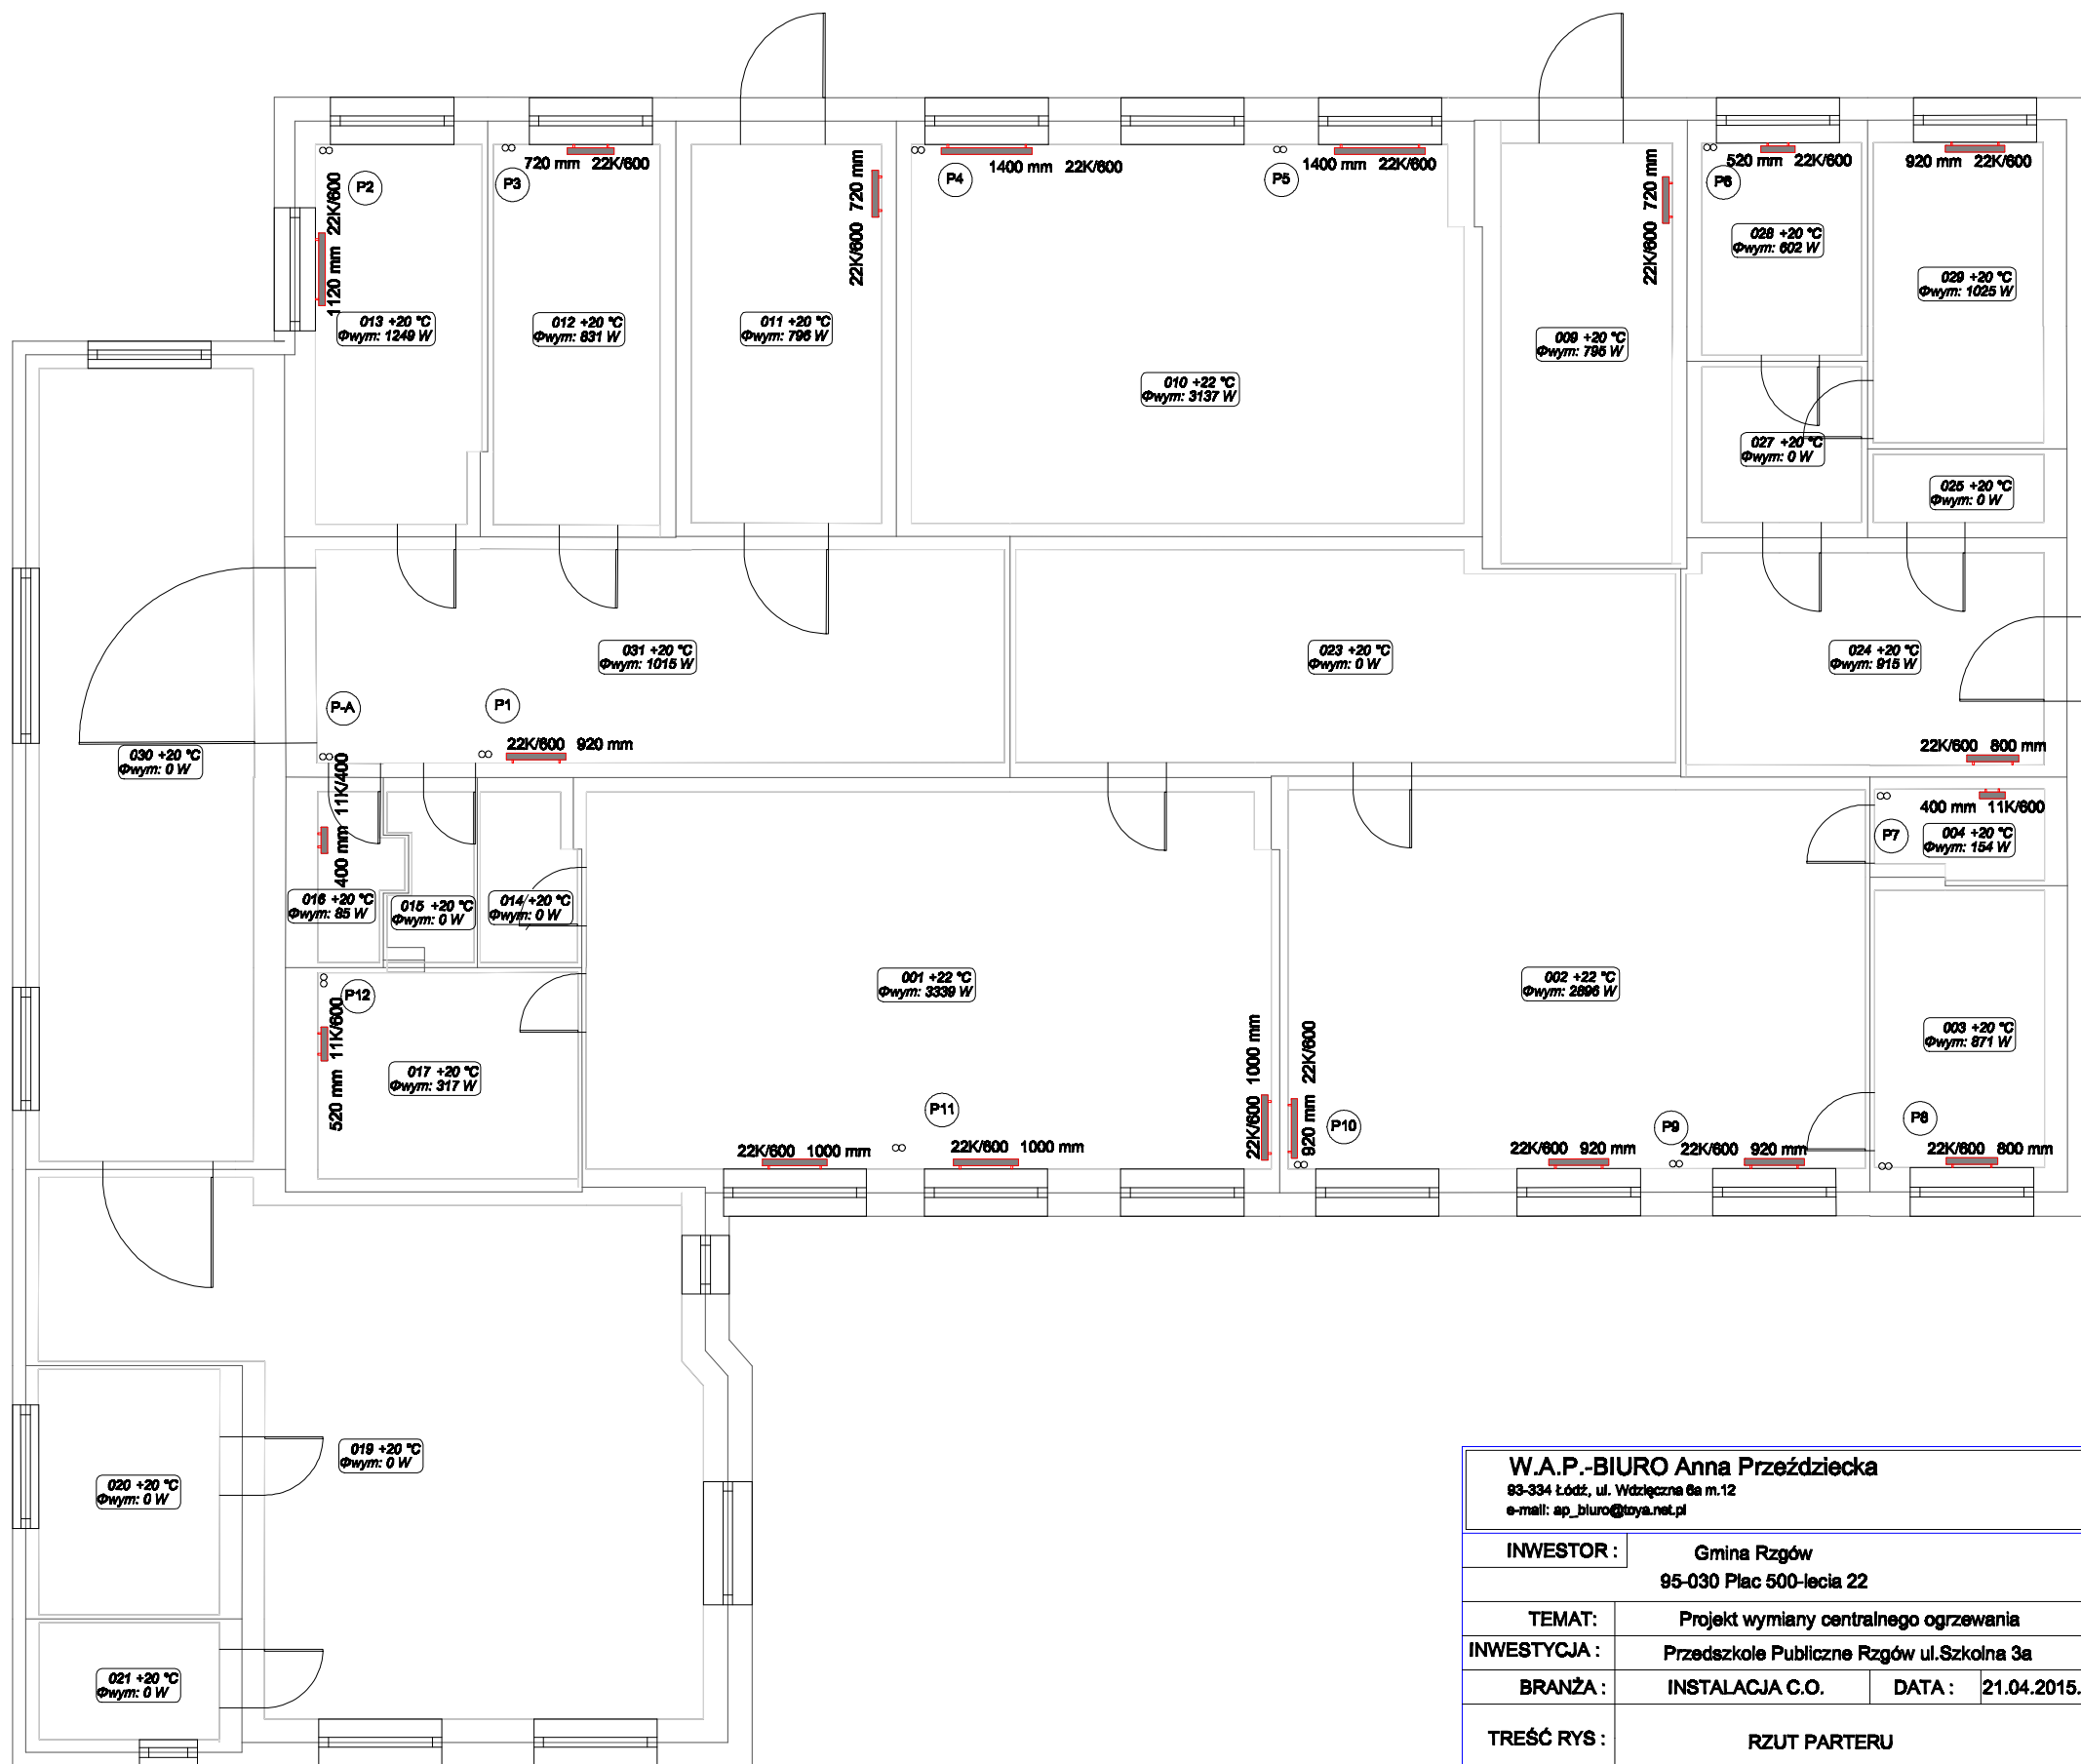 720 mm 22K/600
1400 mm 22K/600
1400 mm 22K/600
520 mm 22K/600
920 mm 22K/600
P2
P3
P4
P5
P6
1120 mm 22K/600
22K/600 720 mm
22K/600 720 mm
013 +20 °C
Φwym: 1249 W
012 +20 °C
Φwym: 831 W
011 +20 °C
Φwym: 796 W
010 +22 °C
Φwym: 3137 W
009 +20 °C
Φwym: 795 W
028 +20 °C
Φwym: 602 W
029 +20 °C
Φwym: 1025 W
027 +20 °C
Φwym: 0 W
025 +20 °C
Φwym: 0 W
031 +20 °C
Φwym: 1015 W
023 +20 °C
Φwym: 0 W
024 +20 °C
Φwym: 915 W
P-A
P1
22K/600 920 mm
22K/600 800 mm
030 +20 °C
Φwym: 0 W
400 mm 11K/400
400 mm 11K/600
P7
004 +20 °C
Φwym: 154 W
016 +20 °C
Φwym: 85 W
015 +20 °C
Φwym: 0 W
014 +20 °C
Φwym: 0 W
001 +22 °C
Φwym: 3339 W
002 +22 °C
Φwym: 2896 W
003 +20 °C
Φwym: 871 W
P12
520 mm 11K/600
017 +20 °C
Φwym: 317 W
22K/600 1000 mm
920 mm 22K/600
P11
P10
P9
P8
22K/600 1000 mm
22K/600 1000 mm
22K/600 920 mm
22K/600 920 mm
22K/600 800 mm
019 +20 °C
Φwym: 0 W
020 +20 °C
Φwym: 0 W
021 +20 °C
Φwym: 0 W
W.A.P.-BIURO Anna Przeździecka
93-334 Łódź, ul. Wdzięczna 6a m.12
e-mail: ap_biuro@toya.net.pl
INWESTOR : Gmina Rzgów
95-030 Plac 500-lecia 22
TEMAT: Projekt wymiany centralnego ogrzewania
INWESTYCJA : Przedszkole Publiczne Rzgów ul.Szkolna 3a
BRANŻA : INSTALACJA C.O. DATA : 21.04.2015.
TREŚĆ RYS : RZUT PARTERU